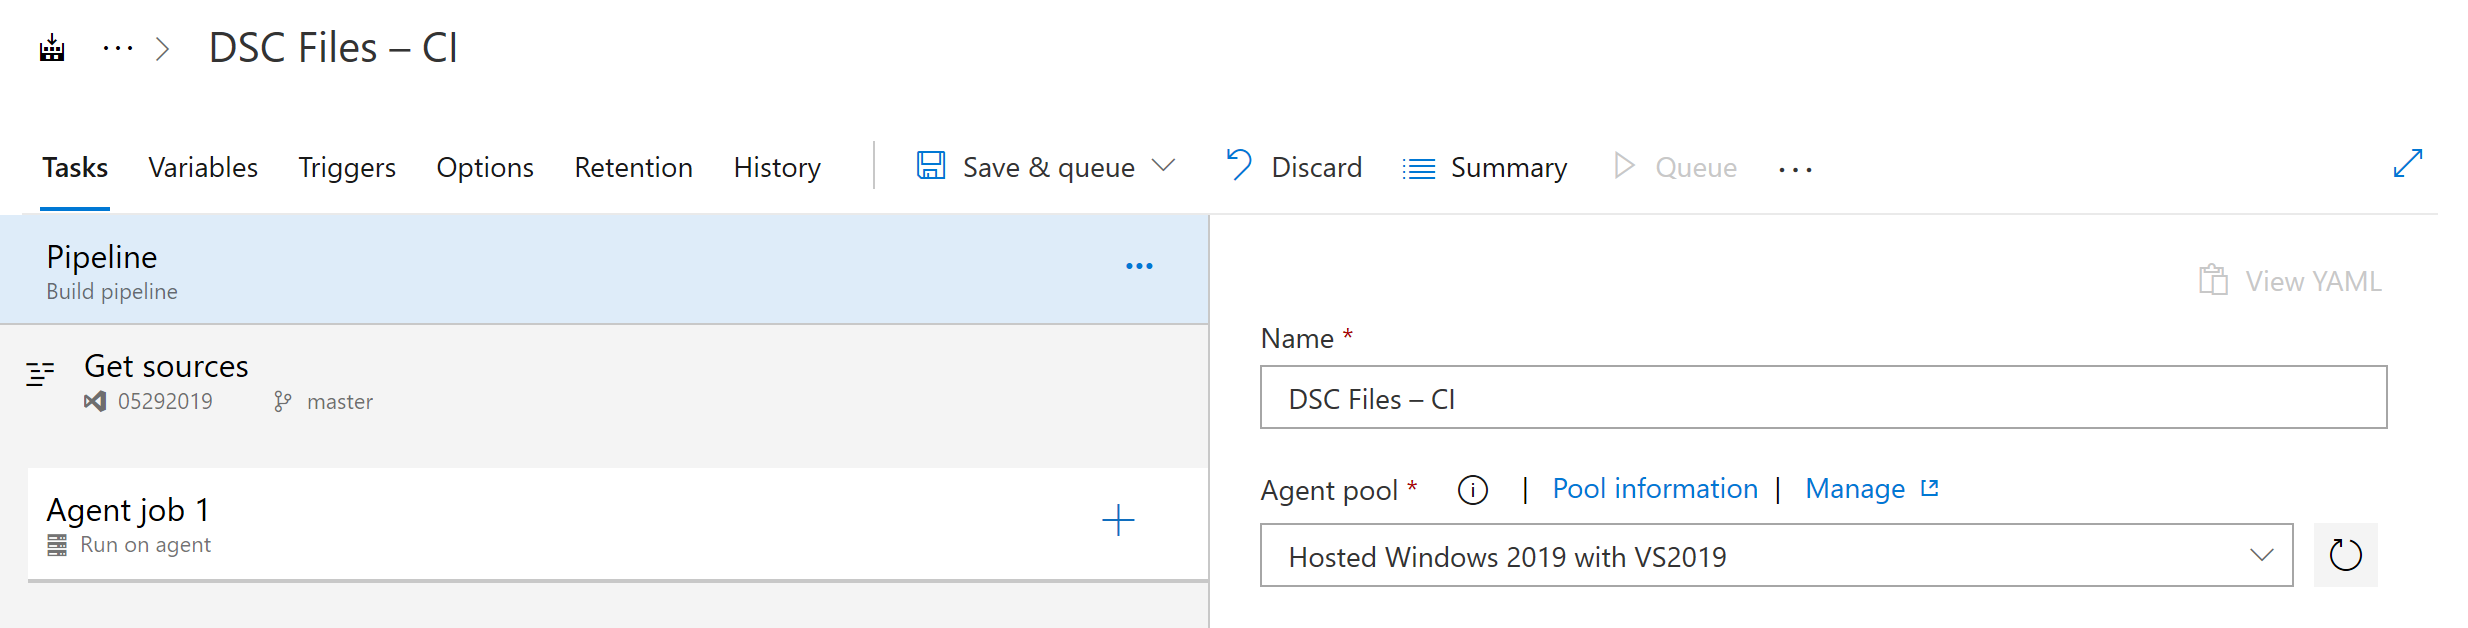 DSC Files – CI
Tasks Variables Triggers Options Retention History Save & queue Discard Summary Queue
Pipeline
Build pipeline
View YAML
Name *
Get sources
05292019 master
DSC Files – CI
Agent pool * | Pool information | Manage
Agent job 1
Run on agent
Hosted Windows 2019 with VS2019